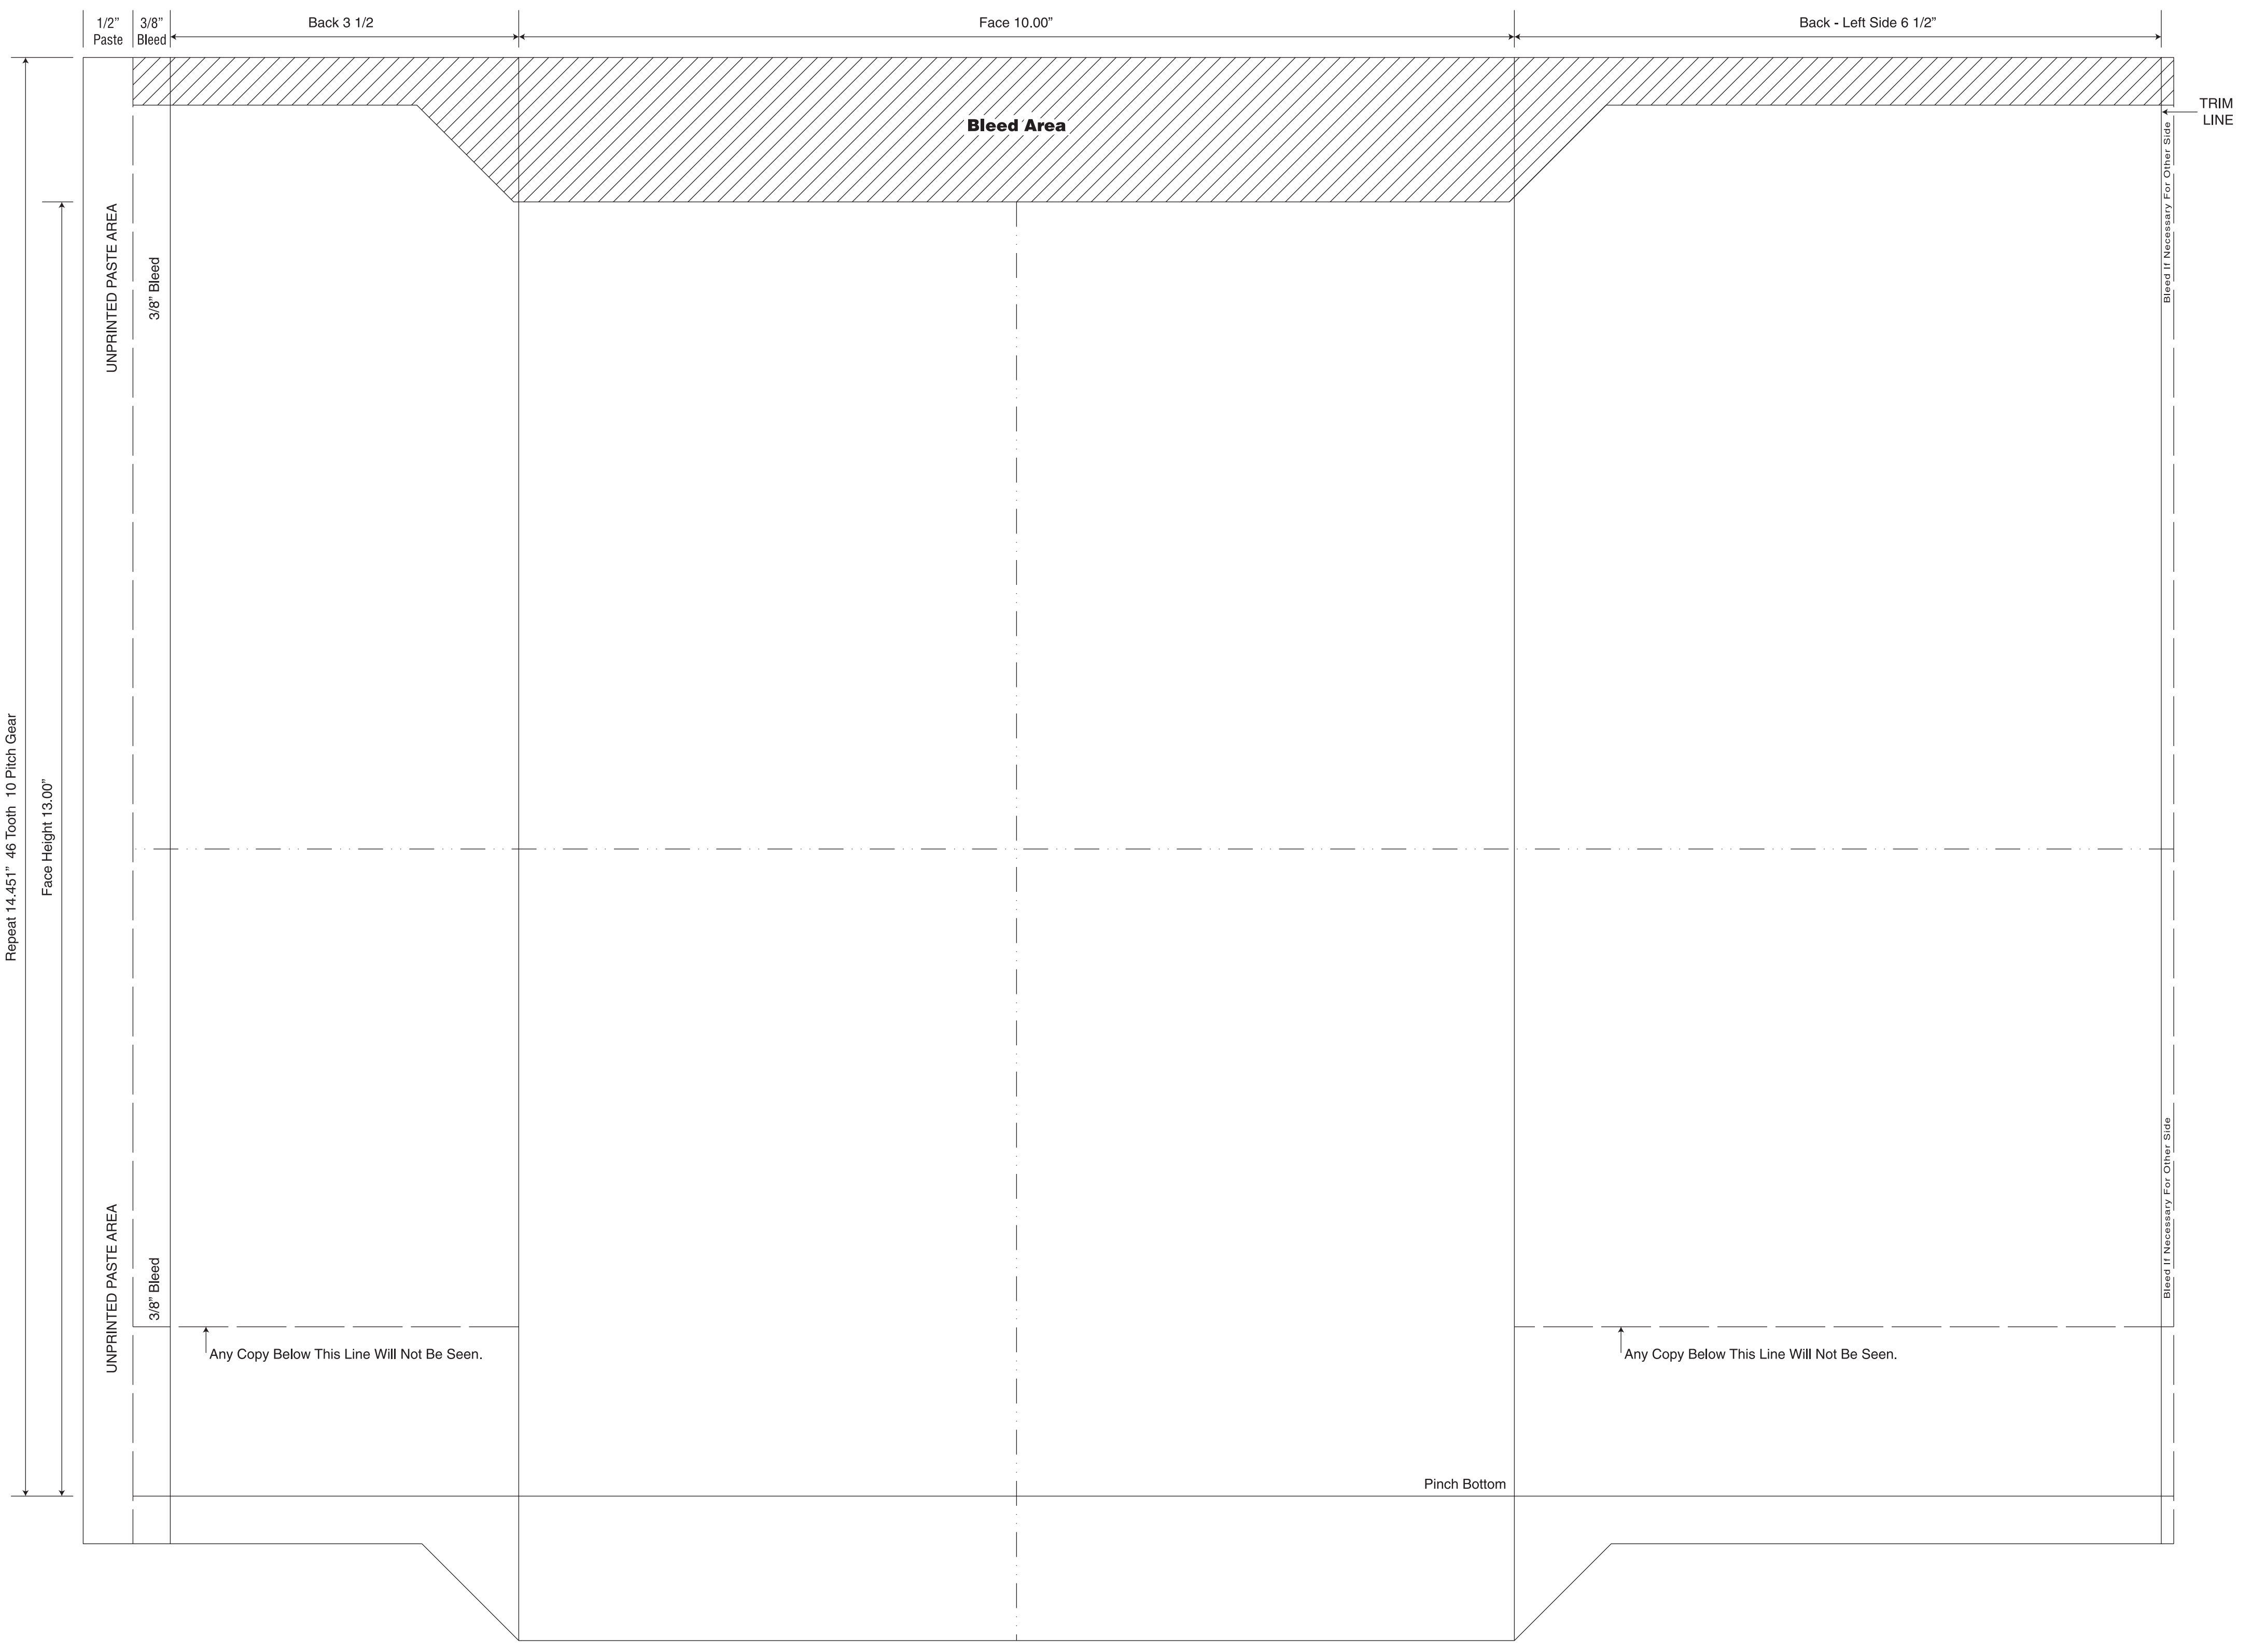 1/2”
Paste
3/8”
Bleed
Back 3 1/2
Face 10.00”
Back - Left Side 6 1/2”
TRIM
LINE
Bleed Area
UNPRINTED PASTE AREA
3/8” Bleed
Bleed If Necessary For Other Side
Repeat 14.451”  46 Tooth  10 Pitch Gear
Face Height 13.00”
UNPRINTED PASTE AREA
3/8” Bleed
Bleed If Necessary For Other Side
Any Copy Below This Line Will Not Be Seen.
Any Copy Below This Line Will Not Be Seen.
Pinch Bottom